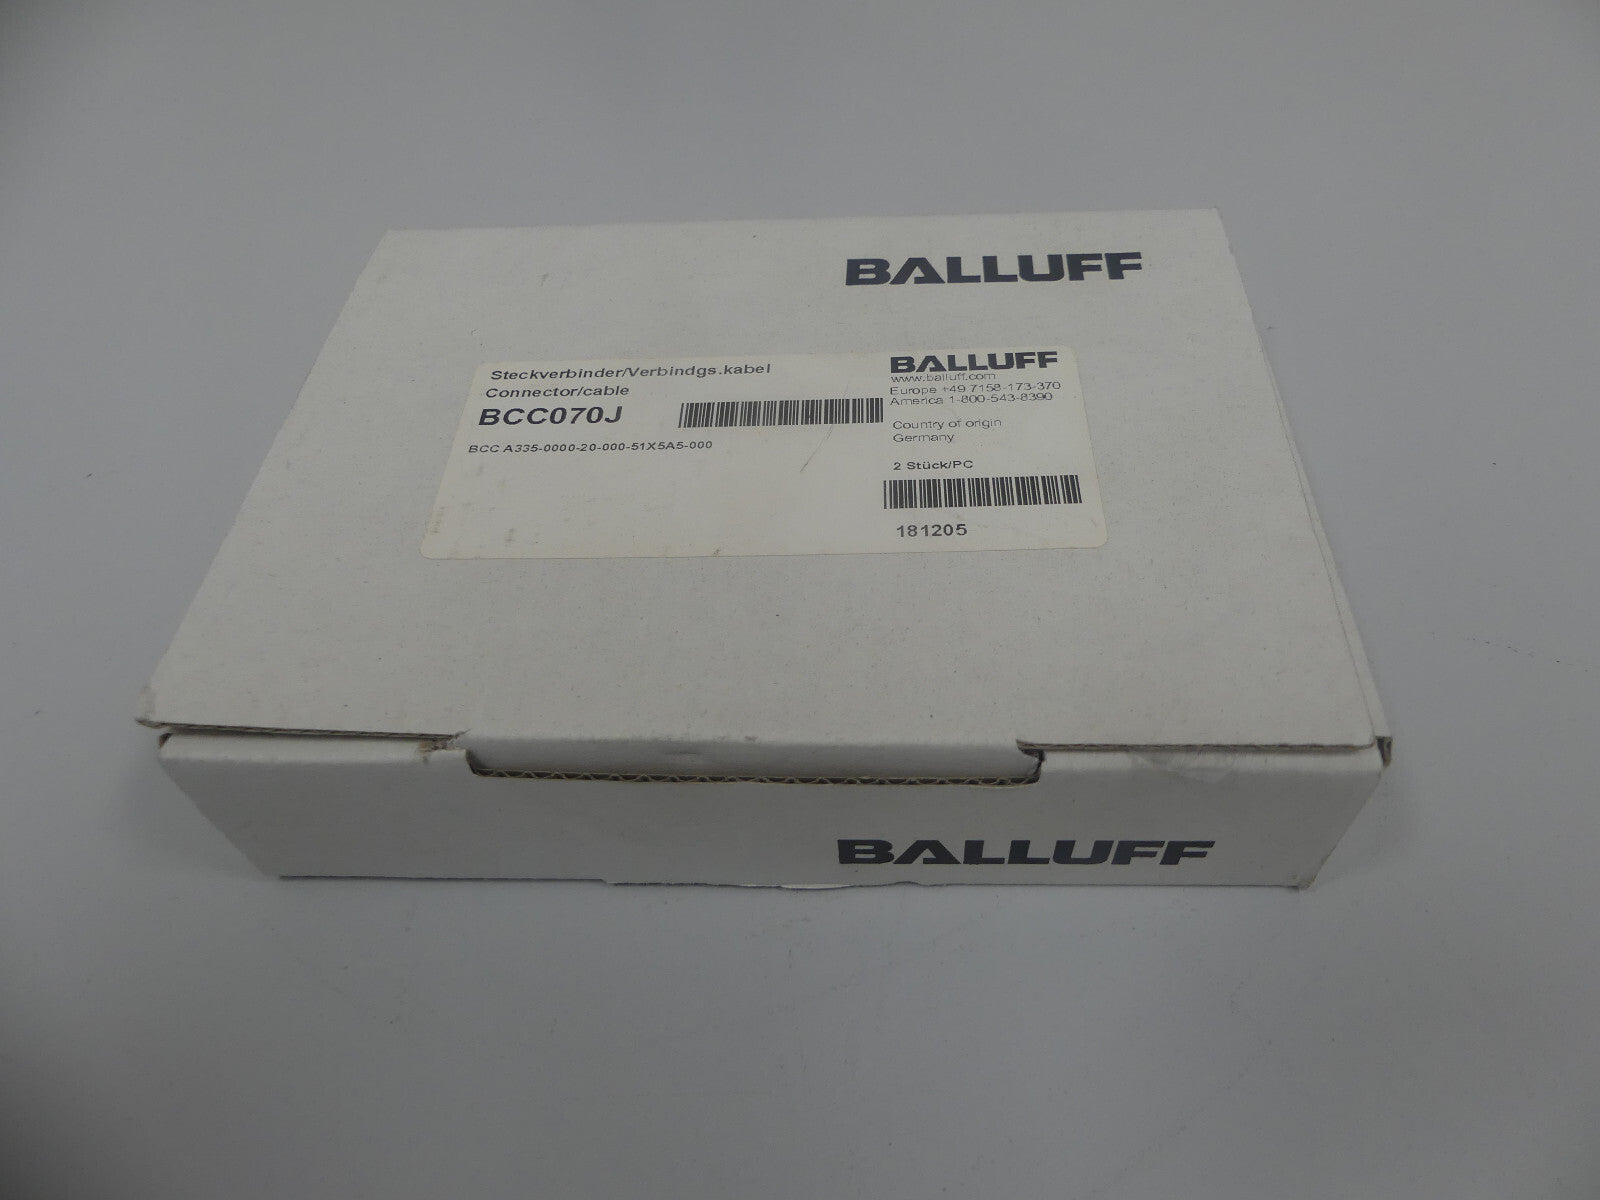 BALLUFF
Steckverbinder/Verbindgs.kabel
Connector/cable
BCC070J
BCC A335-0000-20-000-51X5A5-000
BALLUFF
www.balluff.com
Europe +49 7158-173-370
America 1-800-543-8390
Country of origin
Germany
2 Stück/PC
181205
BALLUFF